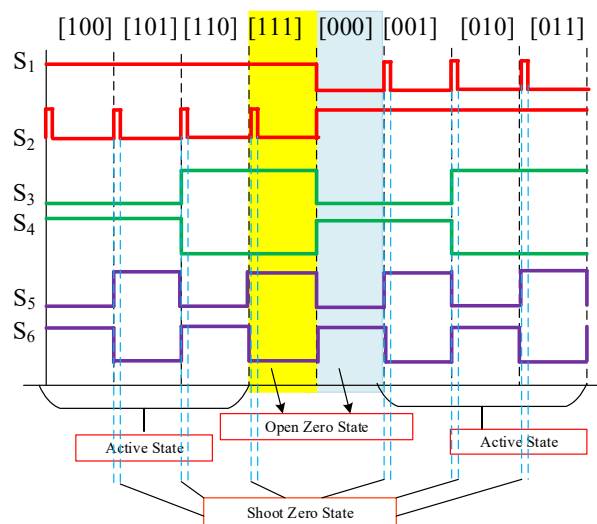 [100] [101] [110] [111] [000] [001] [010] [011]
S1
S2
S3
S4
S5
S6
Open Zero State
Active State
Active State
Shoot Zero State